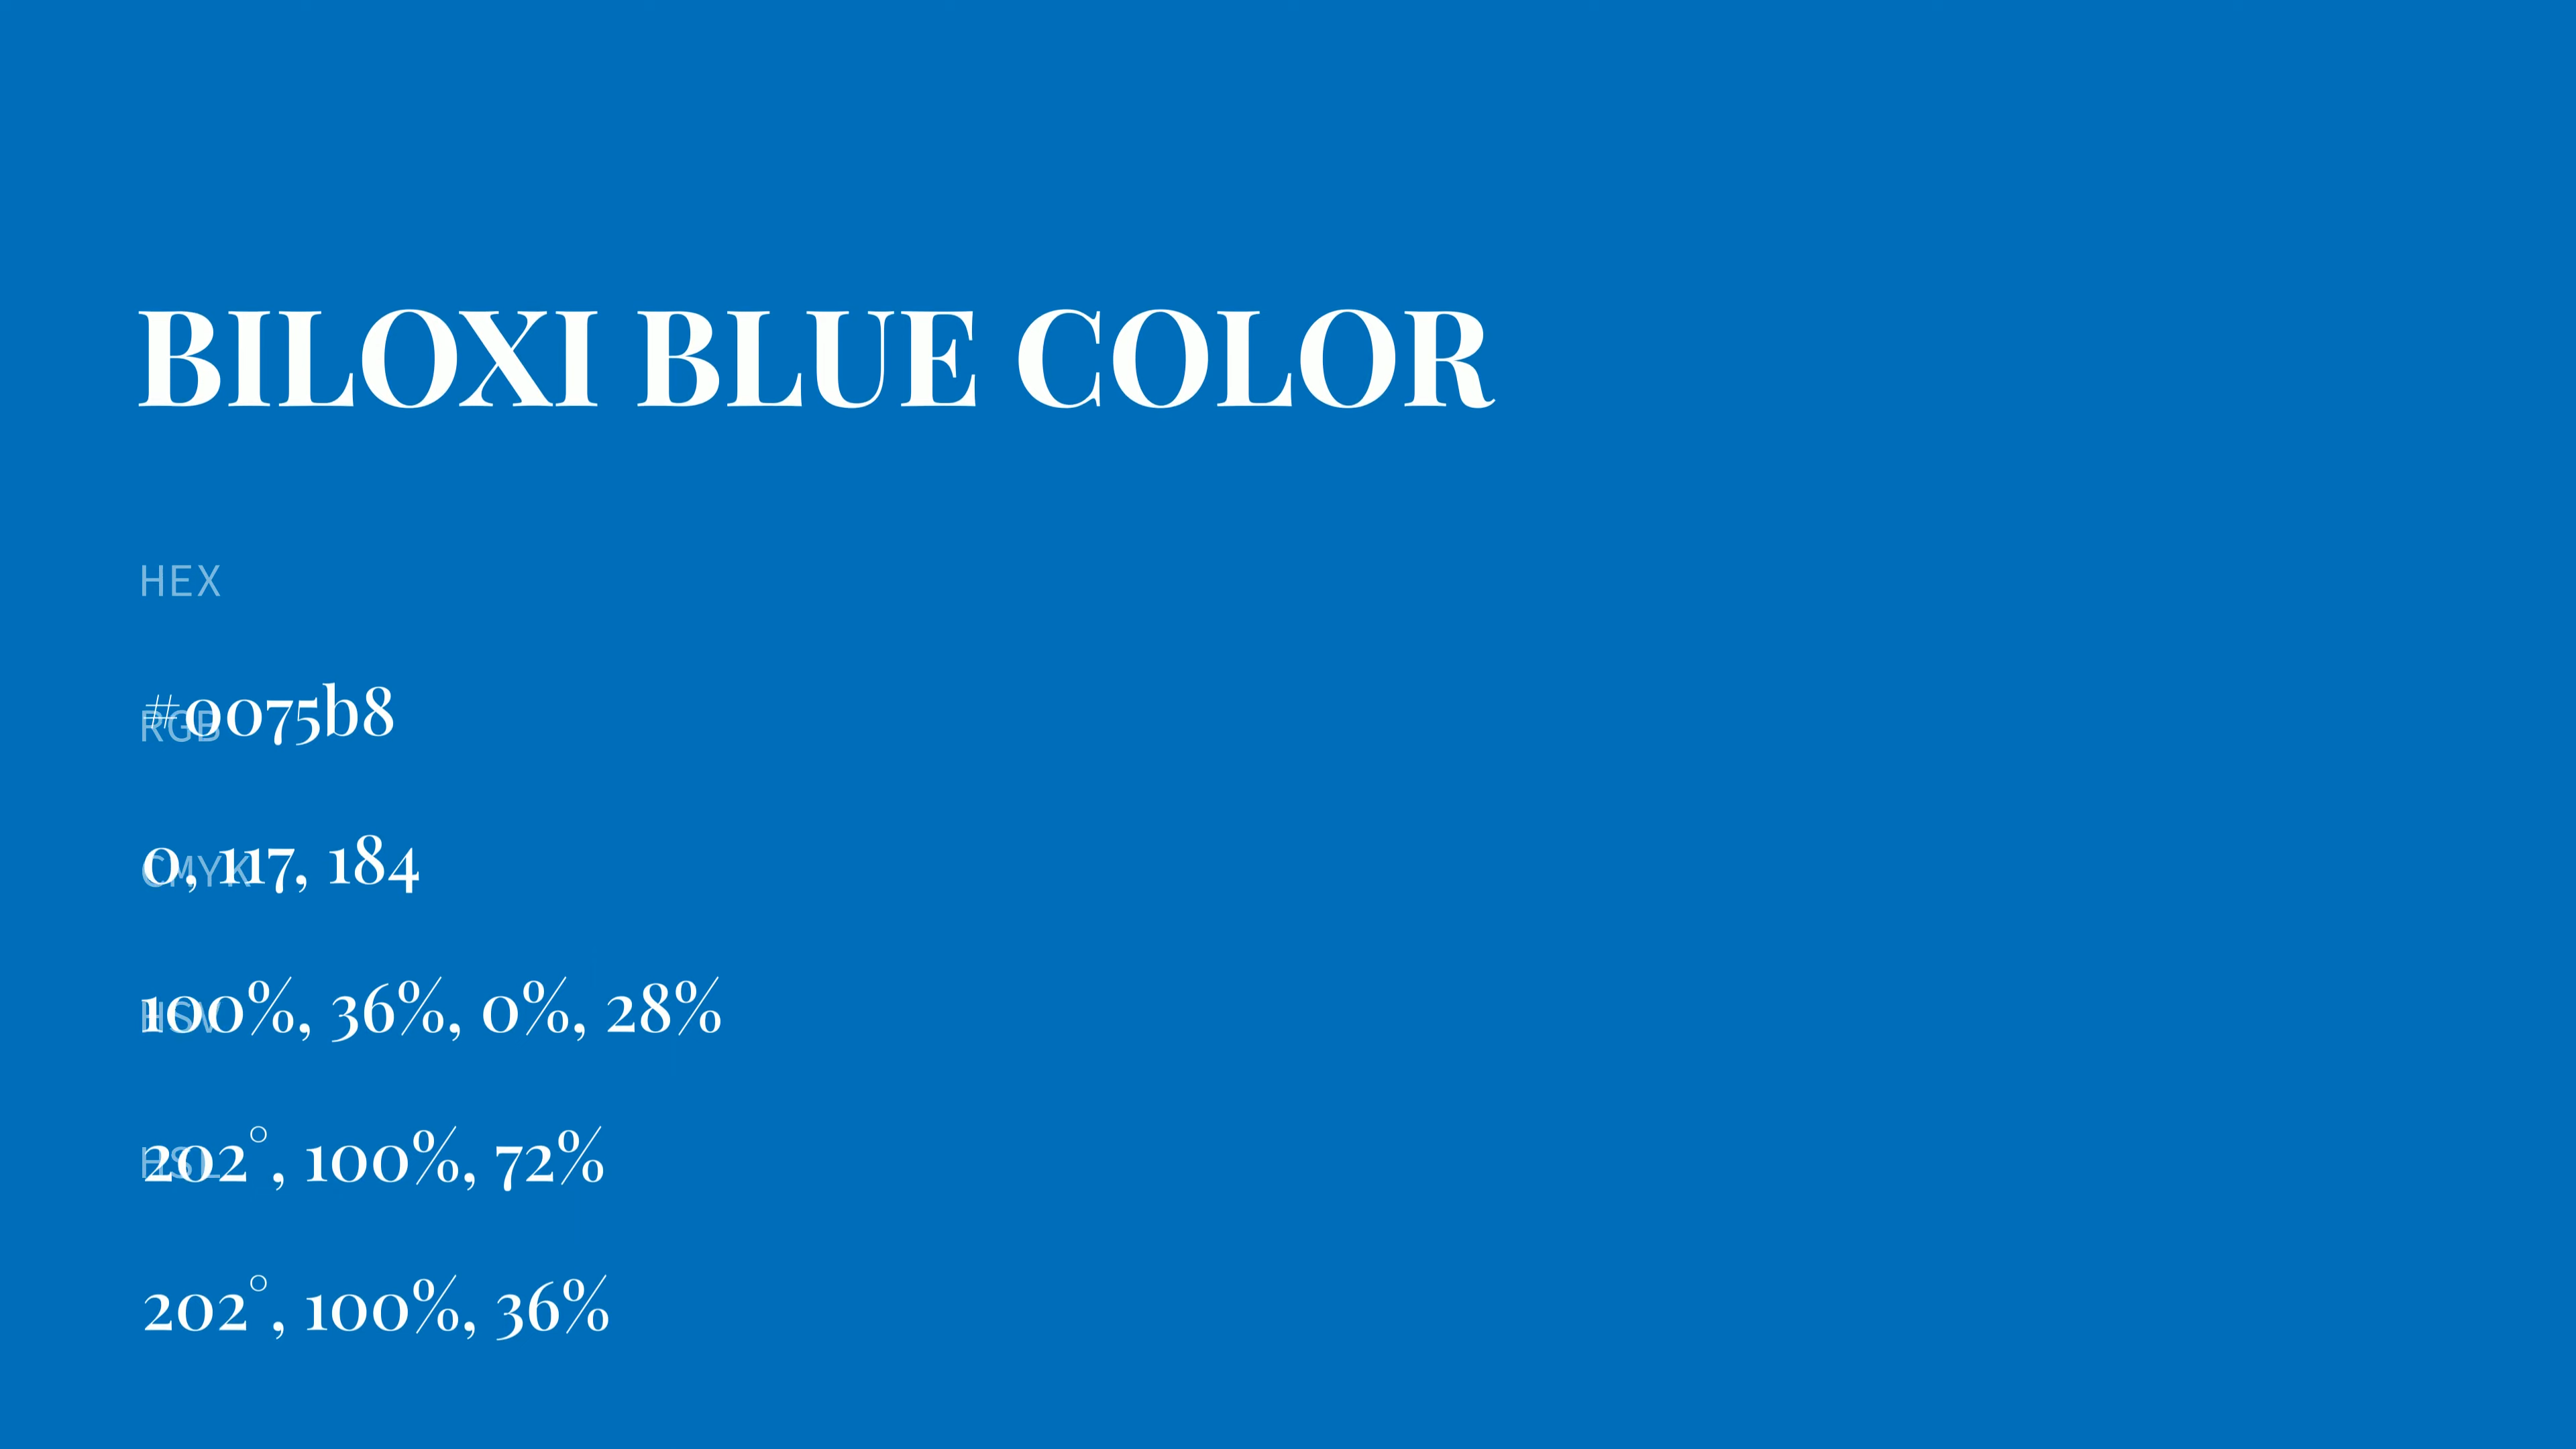 BILOXI BLUE COLOR
HEX
#0075b8
RGB
0, 117, 184
CMYK
100%, 36%, 0%, 28%
HSV
202°, 100%, 72%
HSL
202°, 100%, 36%